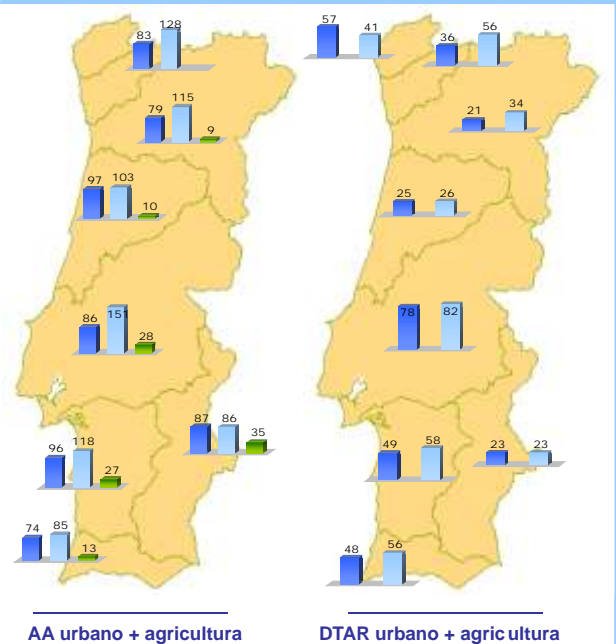 83 128
79 115 9
97 103 10
86 151 28
87 86 35
96 118 27
74 85 13
AA urbano + agricultura
57 41
36 56
21 34
25 26
78 82
49 58
23 23
48 56
DTAR urbano + agricultura